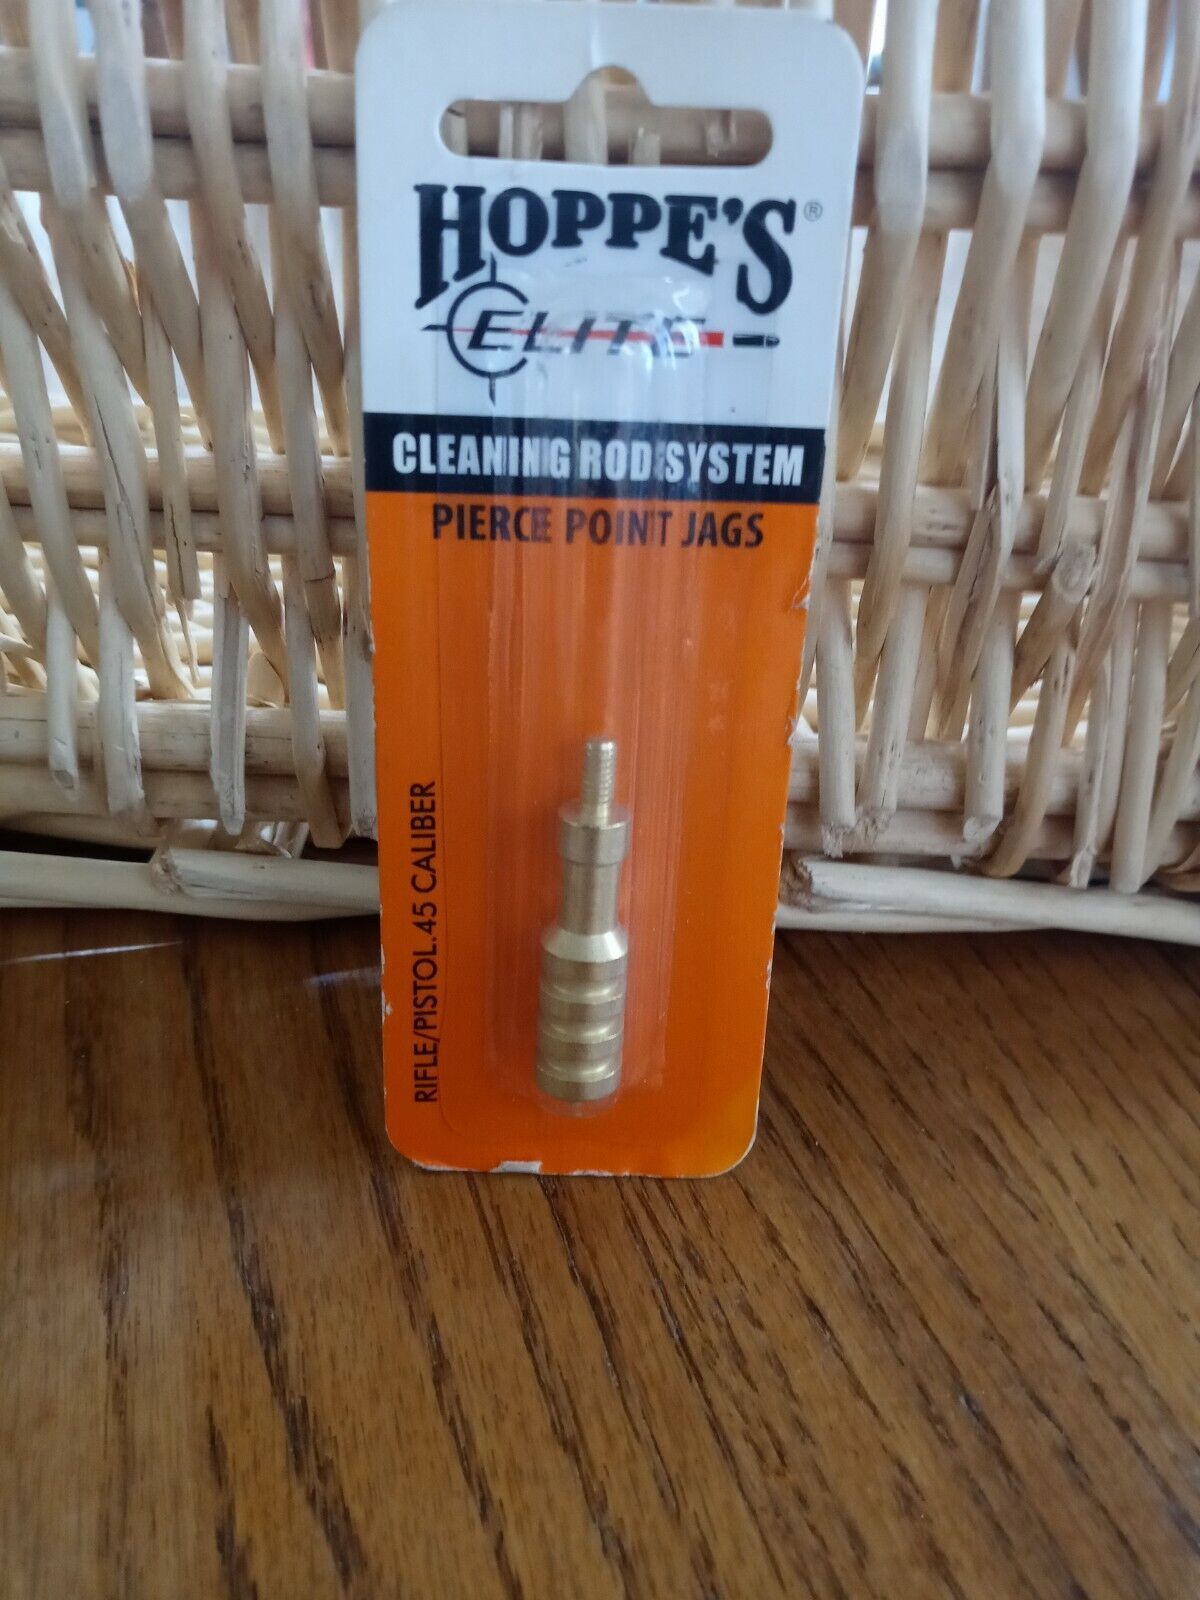 HOPPE'S®
ELITE
CLEANING ROD SYSTEM
PIERCE POINT JAGS
RIFLE/PISTOL .45 CALIBER